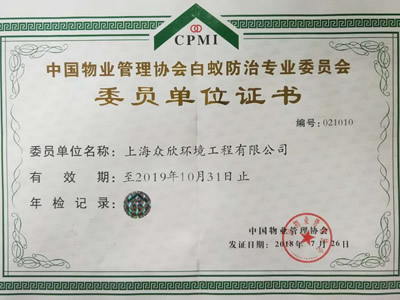 CPMI
中国物业管理协会白蚁防治专业委员会
委员单位证书
编号:021010
委员单位名称:上海众欣环境工程有限公司
有效期:至2019年10月31日止
年检记录:
中国物业管理协会
发证日期:2018年7月26日